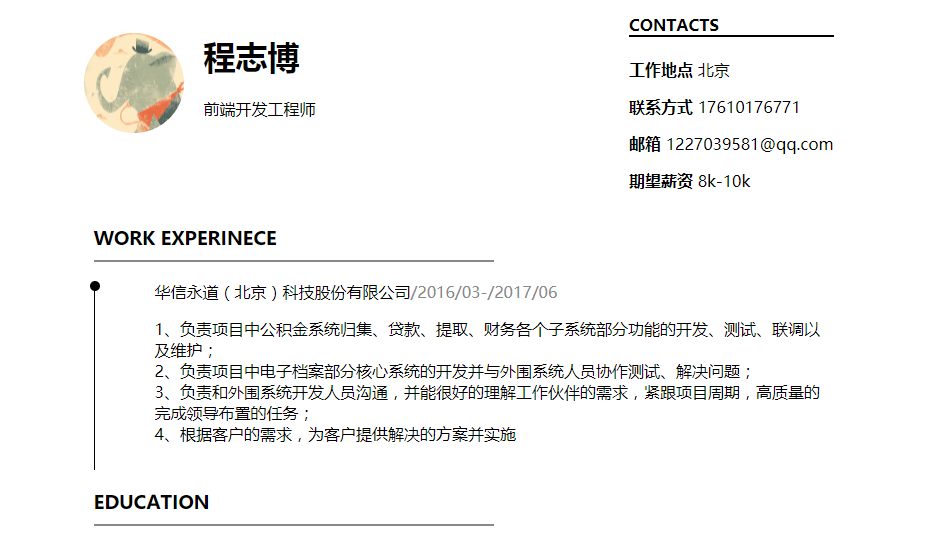 程志博
前端开发工程师
CONTACTS
工作地点 北京
联系方式 17610176771
邮箱 1227039581@qq.com
期望薪资 8k-10k
WORK EXPERINECE
华信永道（北京）科技股份有限公司/2016/03-/2017/06
1、负责项目中公积金系统归集、贷款、提取、财务各个子系统部分功能的开发、测试、联调以
及维护；
2、负责项目中电子档案部分核心系统的开发并与外围系统人员协作测试、解决问题；
3、负责和外围系统开发人员沟通，并能很好的理解工作伙伴的需求，紧跟项目周期，高质量的
完成领导布置的任务；
4、根据客户的需求，为客户提供解决的方案并实施
EDUCATION